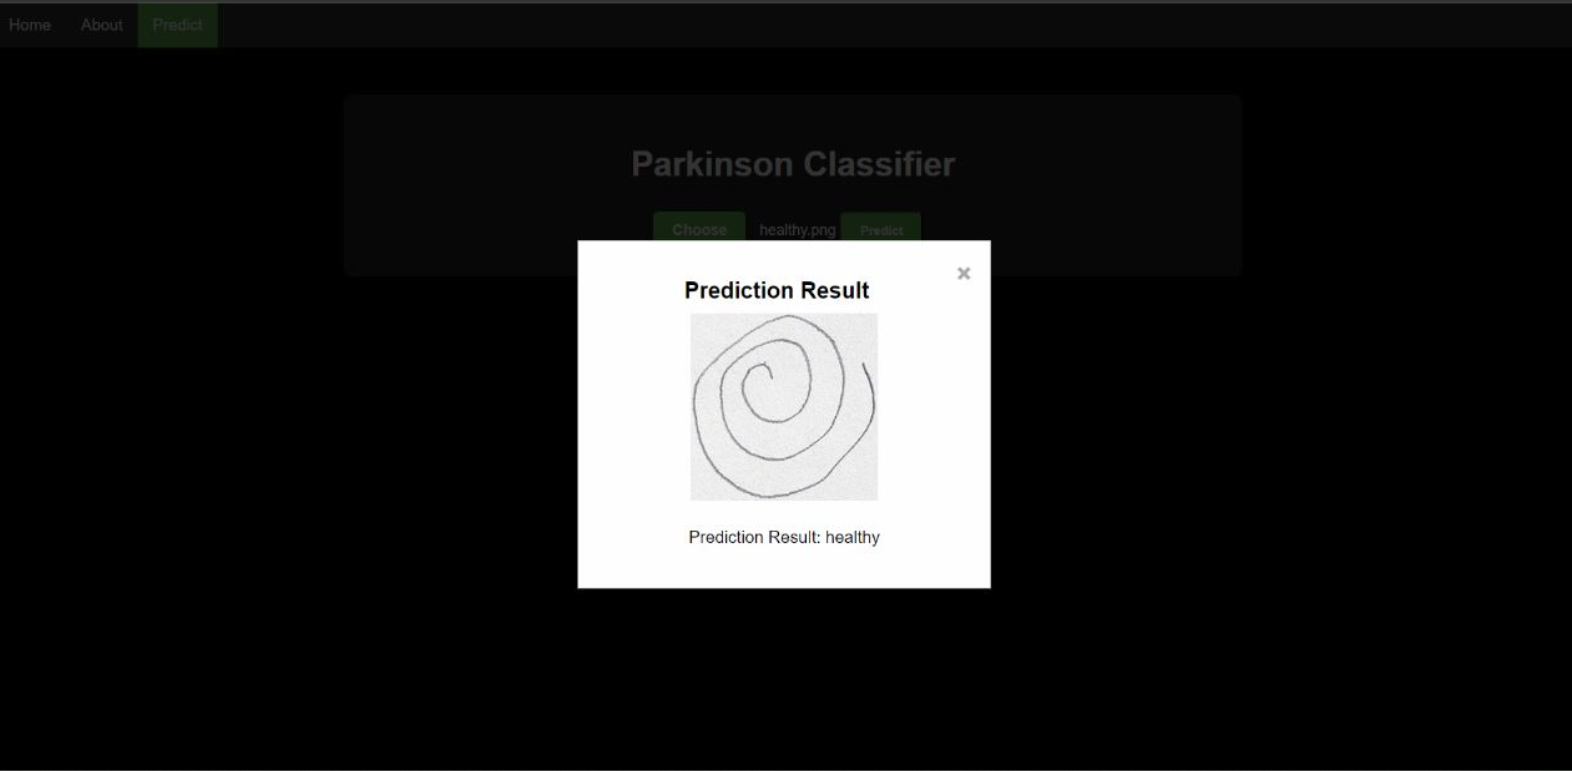 Home About Predict
Parkinson Classifier
Choose healthy.png Predict
×
Prediction Result
Prediction Result: healthy